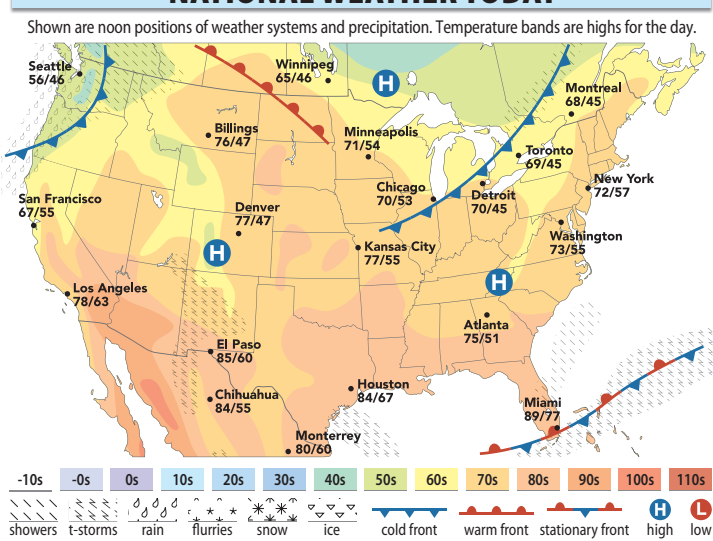 NATIONAL WEATHER TODAY
Shown are noon positions of weather systems and precipitation. Temperature bands are highs for the day.
Seattle
56/46
Winnipeg
65/46
H
Montreal
68/45
Billings
76/47
Minneapolis
71/54
Toronto
69/45
New York
72/57
Chicago
70/53
Detroit
70/45
San Francisco
67/55
Denver
77/47
Washington
73/55
Kansas City
77/55
H
H
Los Angeles
78/63
Atlanta
75/51
El Paso
85/60
Chihuahua
84/55
Houston
84/67
Miami
89/77
Monterrey
80/60
-10s -0s 0s 10s 20s 30s 40s 50s 60s 70s 80s 90s 100s 110s
H L
showers t-storms rain flurries snow ice cold front warm front stationary front high low